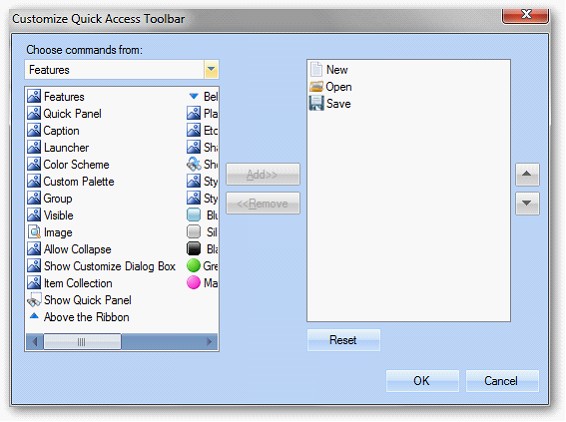 Customize Quick Access Toolbar
Choose commands from:
Features
Features
Quick Panel
Caption
Launcher
Color Scheme
Custom Palette
Group
Visible
Image
Allow Collapse
Show Customize Dialog Box
Item Collection
Show Quick Panel
Above the Ribbon
Bel
Pla
Etc
Sha
Sho
Sty
Sty
Blu
Sil
Bla
Gre
Ma
Add>>
<<Remove
New
Open
Save
Reset
OK
Cancel